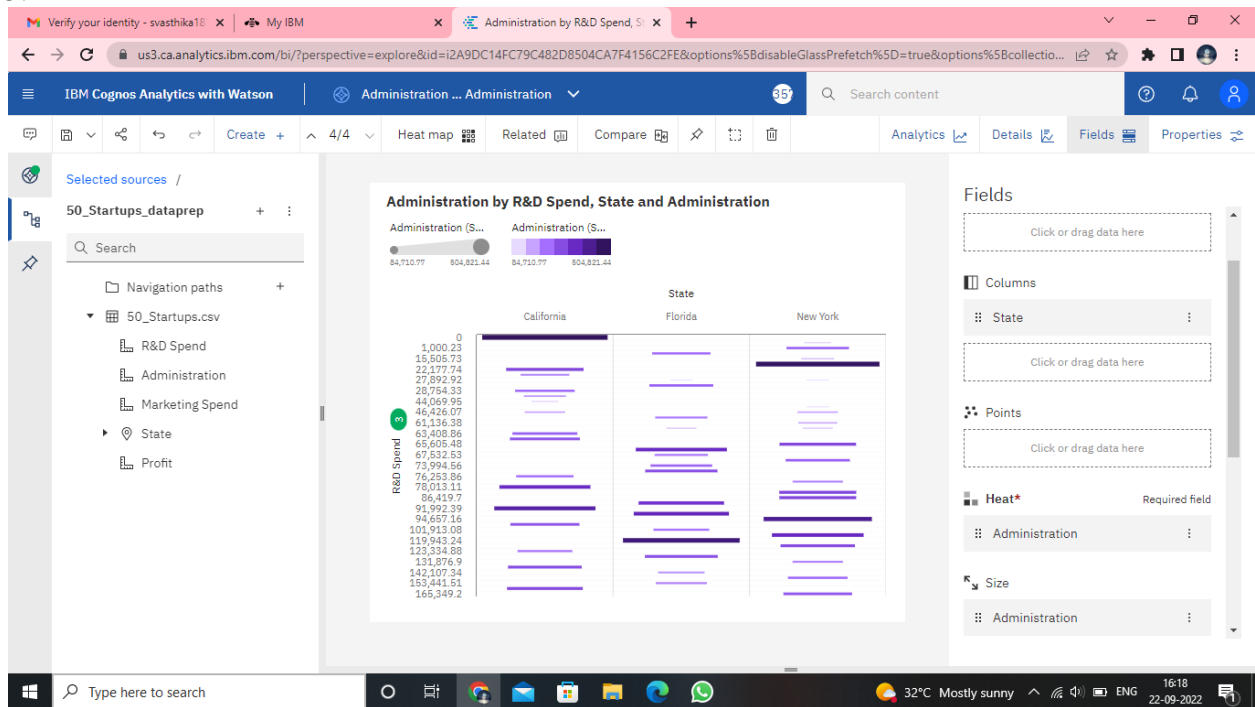 Verify your identity - svasthika18
My IBM
Administration by R&D Spend, St
us3.ca.analytics.ibm.com/bi/?perspective=explore&id=i2A9DC14FC79C482D8504CA7F4156C2FE&options%5BdisableGlassPrefetch%5D=true&options%5Bcollectio...
IBM Cognos Analytics with Watson
Administration ... Administration
Search content
Create +
4/4
Heat map
Related
Compare
Analytics
Details
Fields
Properties
Selected sources /
50_Startups_dataprep
Search
Navigation paths
50_Startups.csv
R&D Spend
Administration
Marketing Spend
State
Profit
Administration by R&D Spend, State and Administration
Administration (S... Administration (S...
84,710.77 504,821.44 84,710.77 504,821.44
State
California Florida New York
R&D Spend
3
0
1,000.23
15,505.73
22,177.74
27,892.92
28,754.33
44,069.95
46,426.07
61,136.38
63,408.86
65,605.48
67,532.53
73,994.56
76,253.86
78,013.11
86,419.7
91,992.39
94,657.16
101,913.08
119,943.24
123,334.88
131,876.9
142,107.34
153,441.51
165,349.2
Fields
Click or drag data here
Columns
State
Click or drag data here
Points
Click or drag data here
Heat* Required field
Administration
Size
Administration
Type here to search
32°C Mostly sunny
ENG
16:18
22-09-2022